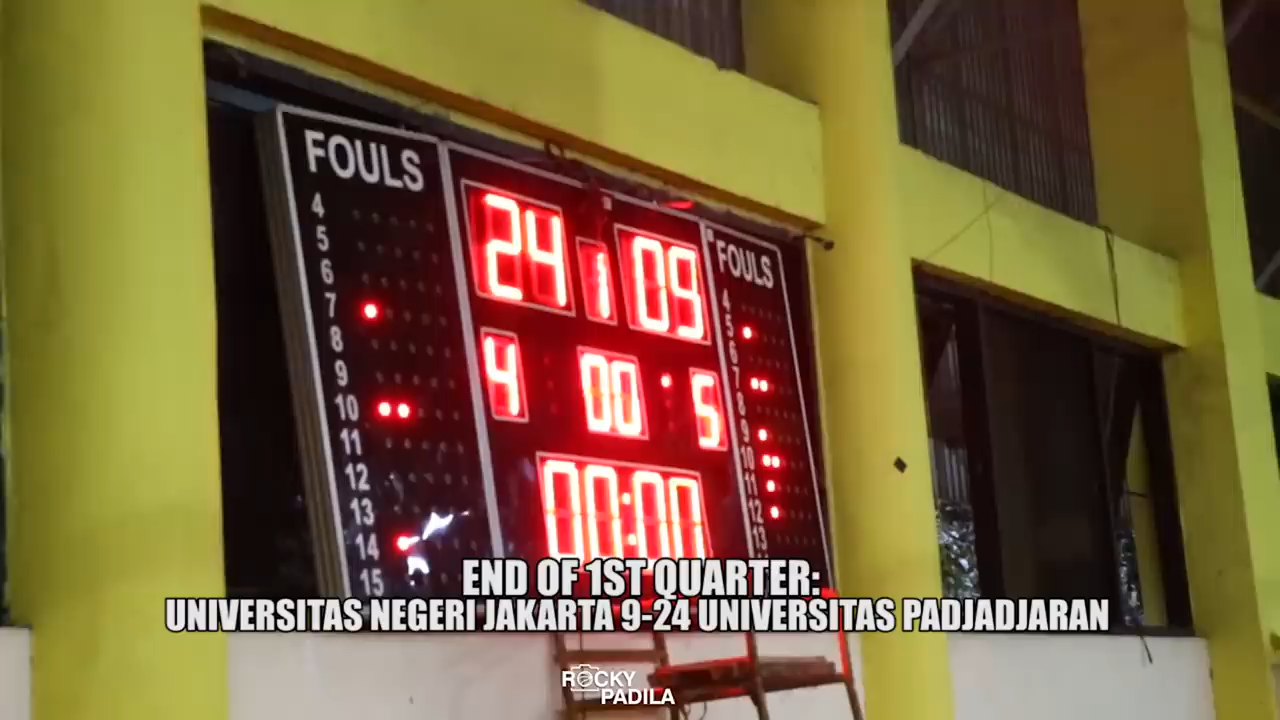 FOULS
4
5
6
7
8
9
10
11
12
13
14
15
24 1 09
4 00 5
00:00
FOULS
4
5
6
7
8
9
10
11
12
13
END OF 1ST QUARTER:
UNIVERSITAS NEGERI JAKARTA 9-24 UNIVERSITAS PADJADJARAN
ROCKY
PADILA